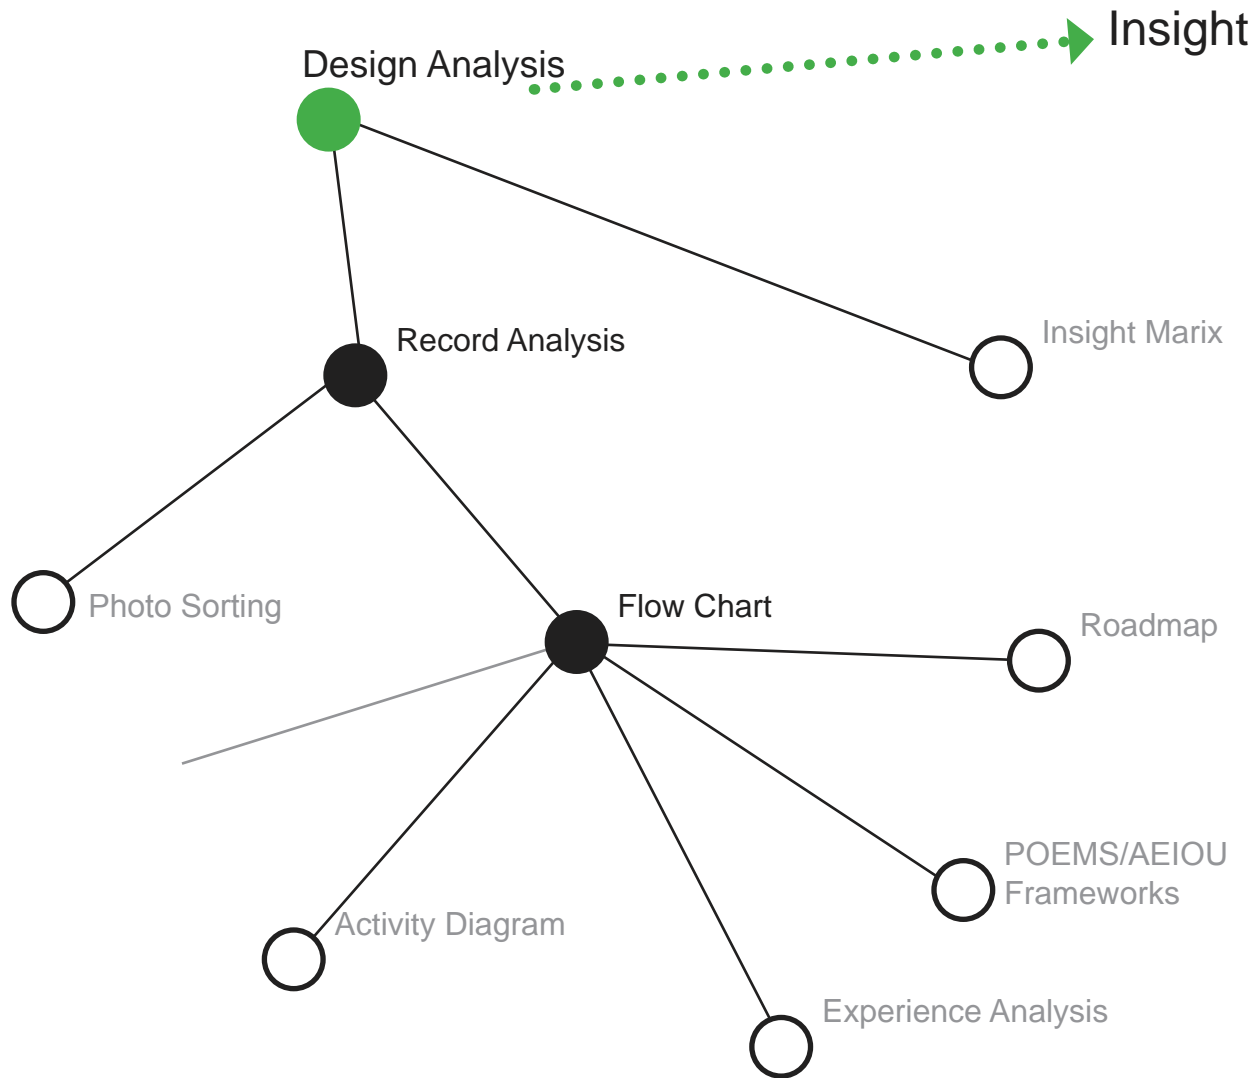 Insight
Design Analysis
Record Analysis
Insight Marix
Photo Sorting
Flow Chart
Roadmap
POEMS/AEIOU
Frameworks
Activity Diagram
Experience Analysis